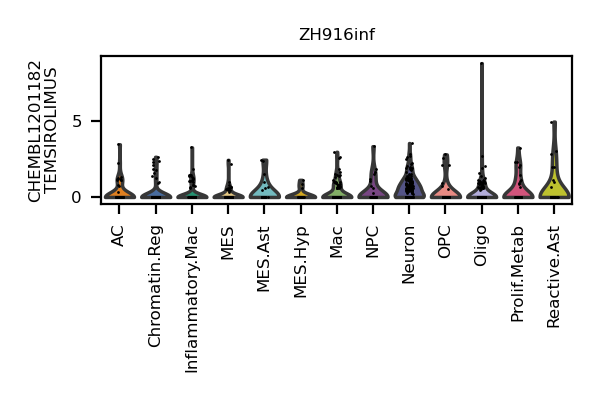 ZH916inf
CHEMBL1201182
TEMSIROLIMUS
5
0
AC
Chromatin.Reg
Inflammatory.Mac
MES
MES.Ast
MES.Hyp
Mac
NPC
Neuron
OPC
Oligo
Prolif.Metab
Reactive.Ast